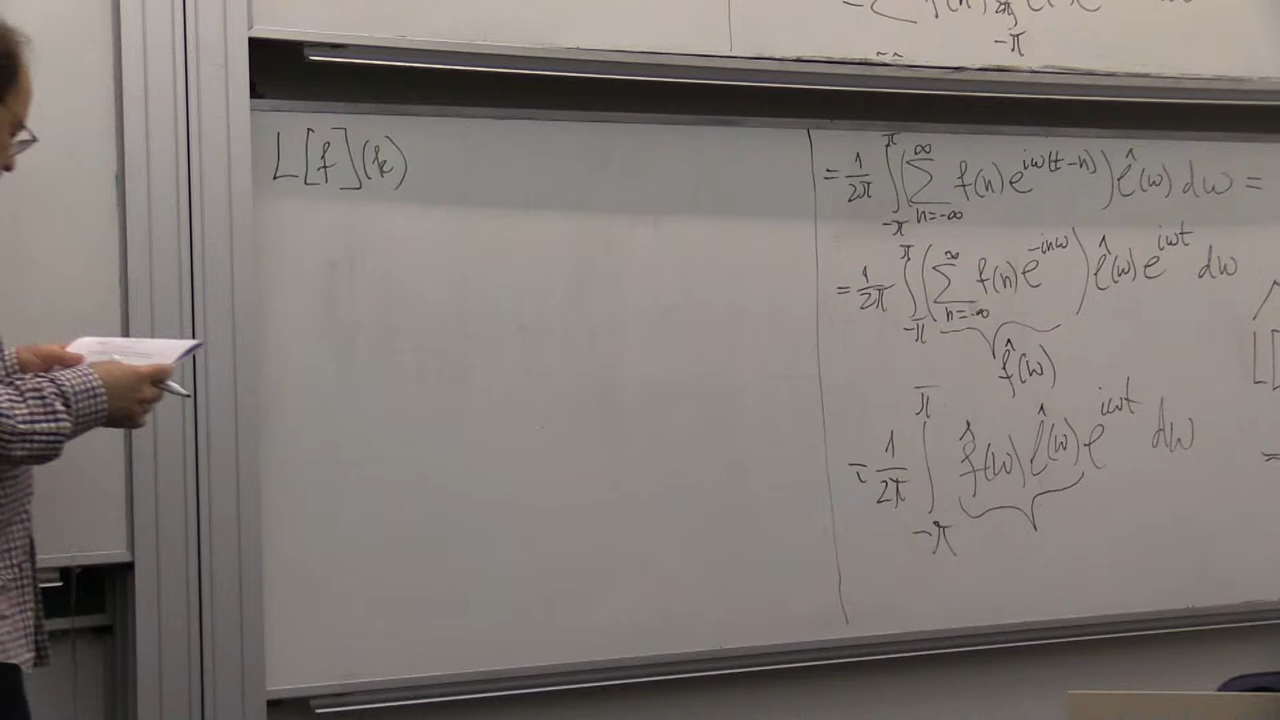 -π
L[f](k)
= 1/2π ∫_{-π}^{π} ( ∑_{n=-∞}^{∞} f(n) e^{iω(t-n)} ) ℓ̂(ω) dω =
= 1/2π ∫_{-π}^{π} ( ∑_{n=-∞}^{∞} f(n) e^{-inω} ) ℓ̂(ω) e^{iωt} dω
f̂(ω)
= 1/2π ∫_{-π}^{π} f̂(ω) ℓ̂(ω) e^{iωt} dω